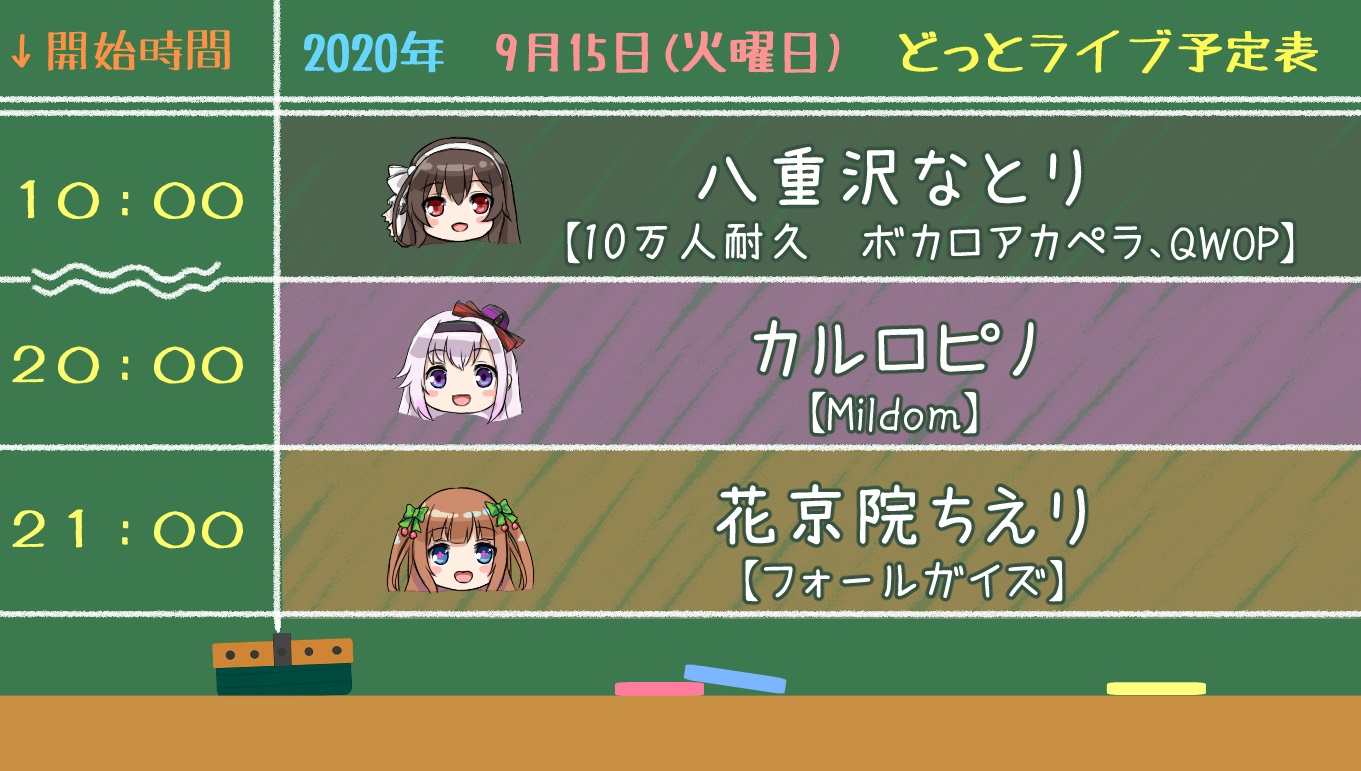 ↓開始時間 2020年 9月15日(火曜日) どっとライブ予定表
10:00
八重沢なとり
【10万人耐久 ボカロアカペラ、QWOP】
20:00
カルロピノ
【Mildom】
21:00
花京院ちえり
【フォールガイズ】